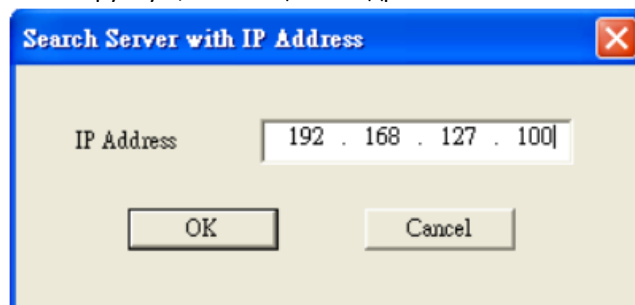 Search Server with IP Address
IP Address 192 . 168 . 127 . 100
OK Cancel